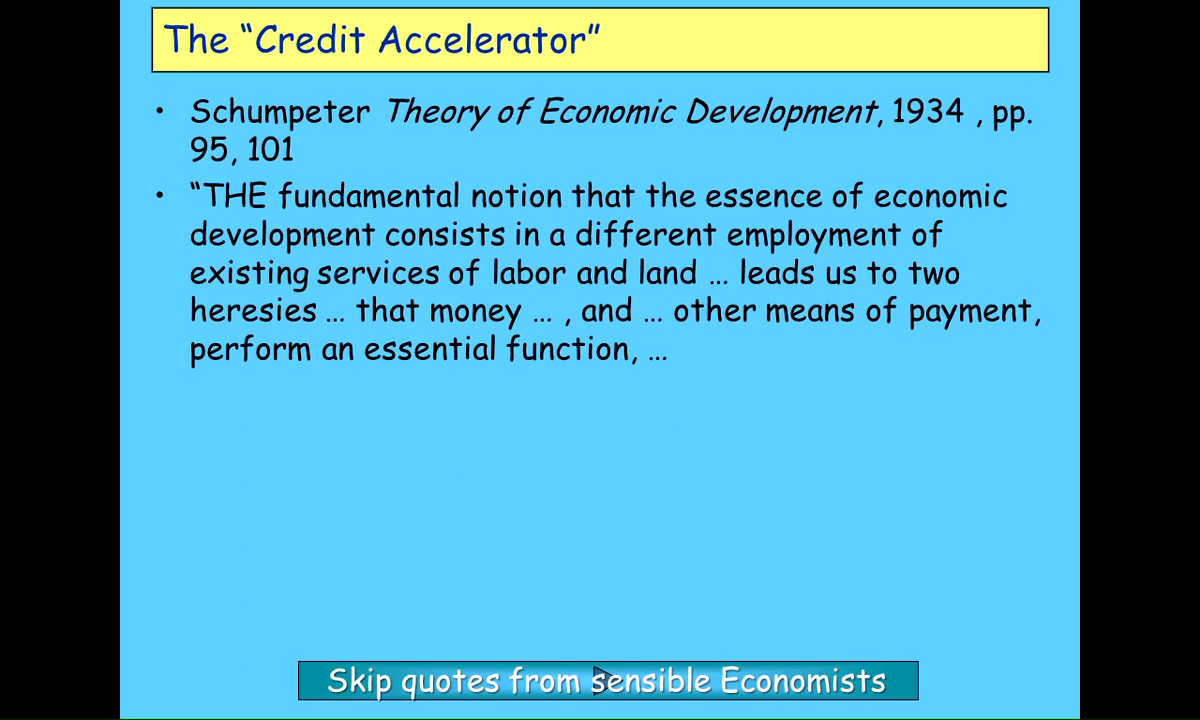 The “Credit Accelerator”
• Schumpeter Theory of Economic Development, 1934 , pp.
95, 101
• “THE fundamental notion that the essence of economic
development consists in a different employment of
existing services of labor and land … leads us to two
heresies … that money … , and … other means of payment,
perform an essential function, …
Skip quotes from sensible Economists